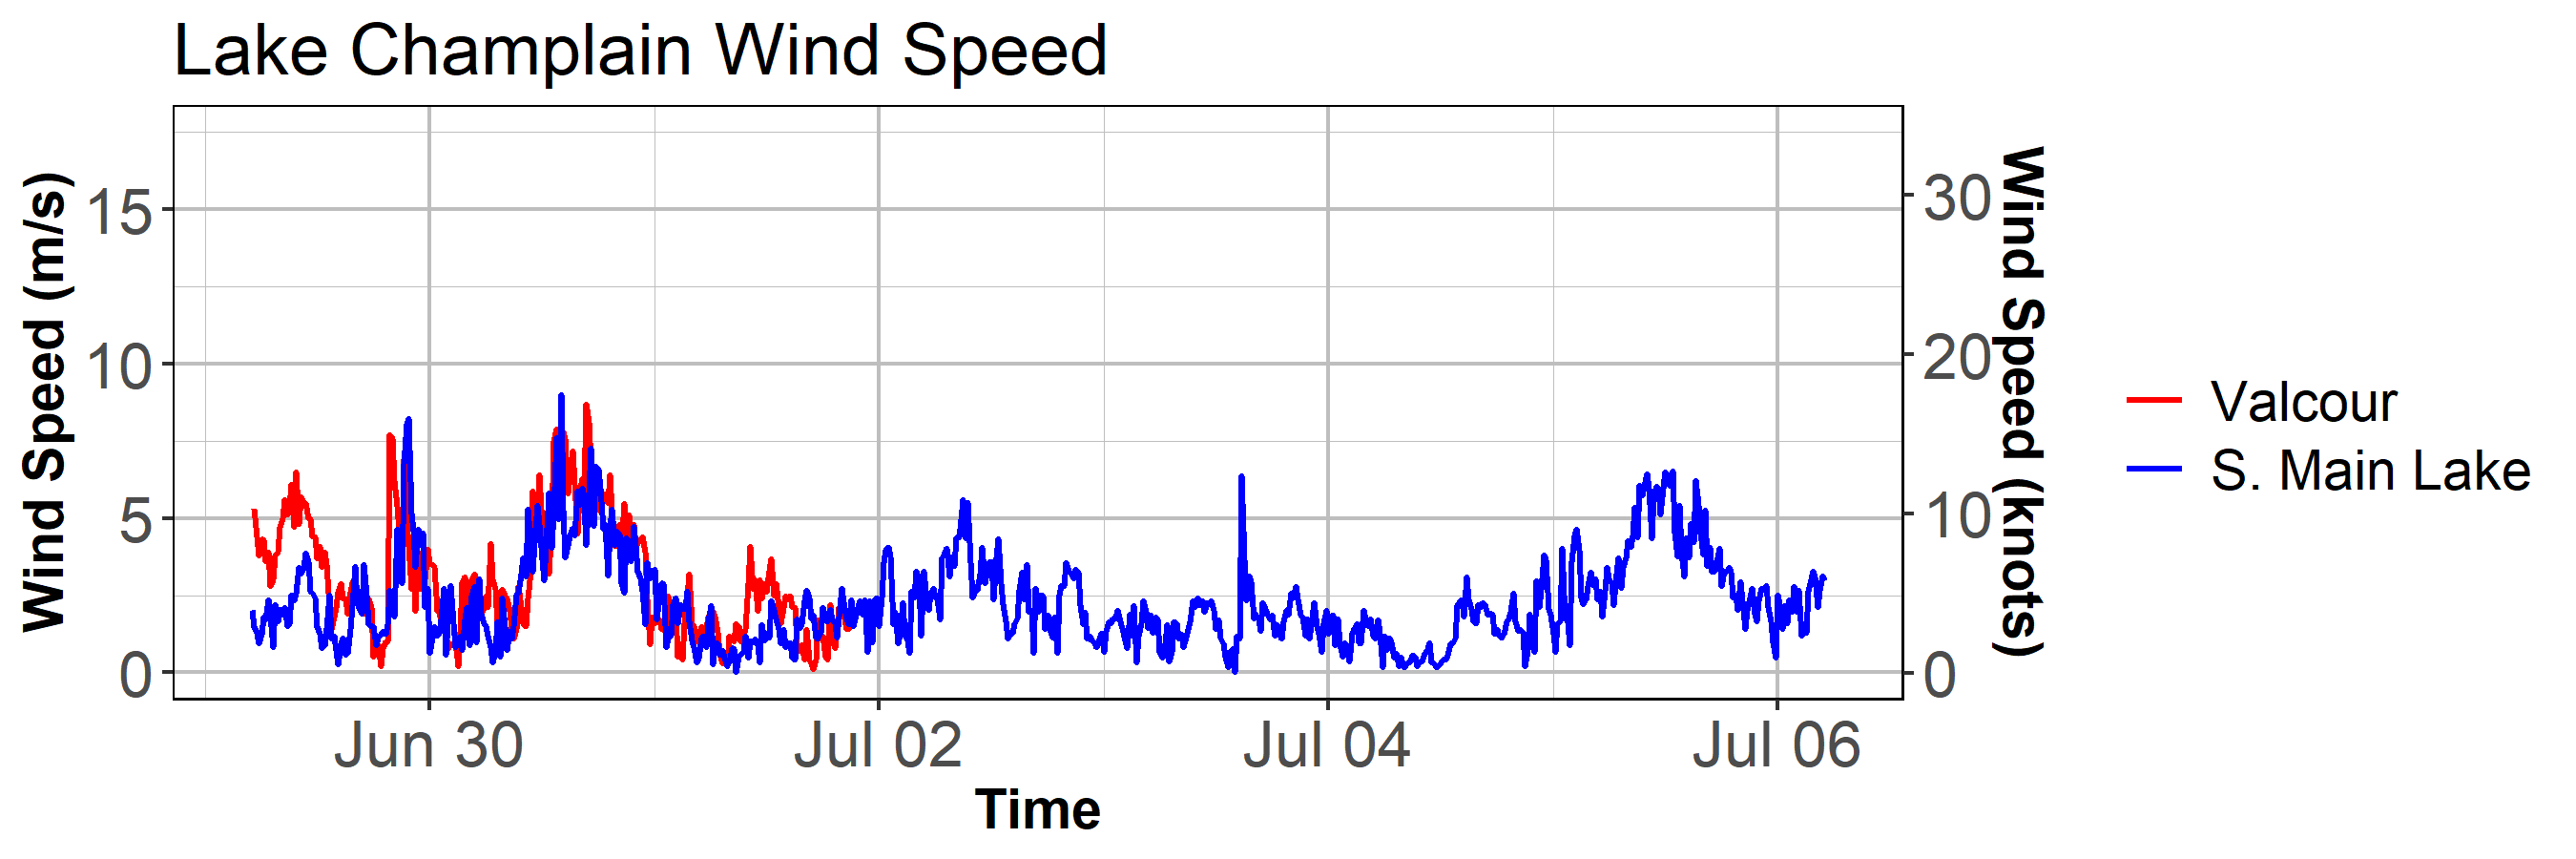 Lake Champlain Wind Speed
Wind Speed (m/s)
15
10
5
0
30
20
10
0
Wind Speed (knots)
Jun 30
Jul 02
Jul 04
Jul 06
Time
Valcour
S. Main Lake